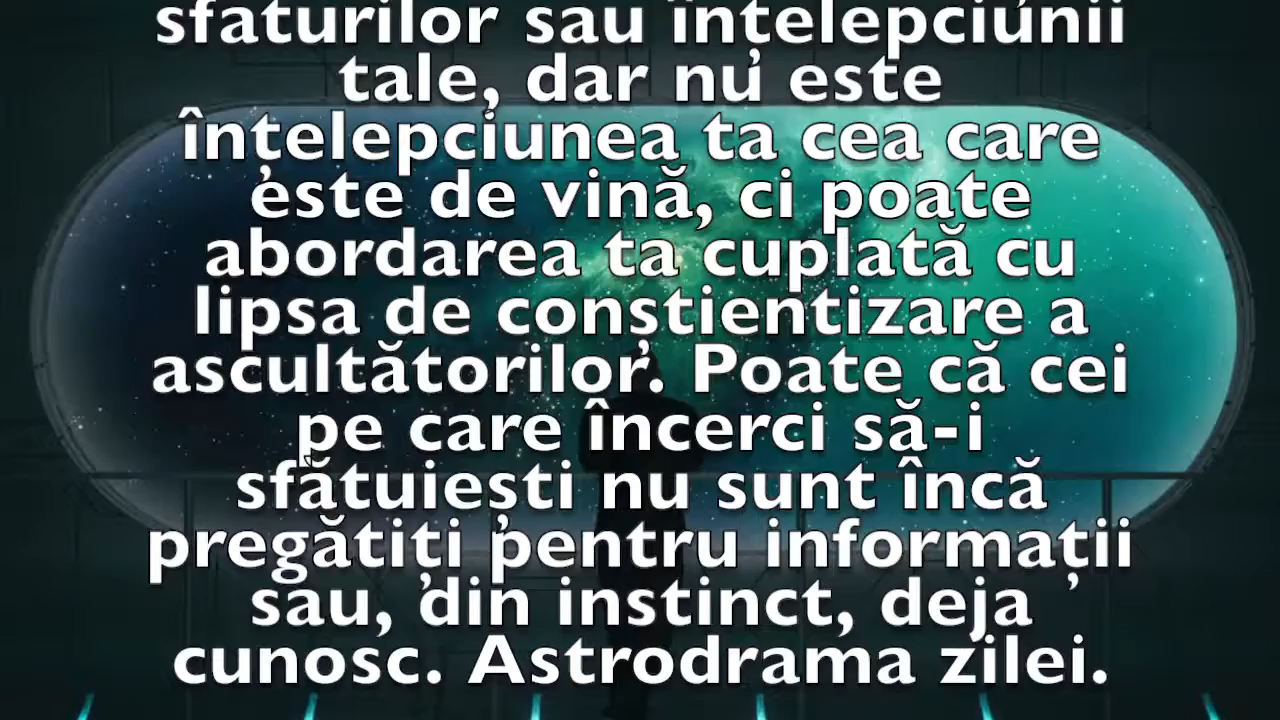 sfaturilor sau înțelepciunii
tale, dar nu este
înțelepciunea ta cea care
este de vină, ci poate
abordarea ta cuplată cu
lipsa de conștientizare a
ascultătorilor. Poate că cei
pe care încerci să-i
sfătuiești nu sunt încă
pregătiți pentru informații
sau, din instinct, deja
cunosc. Astrodrama zilei.